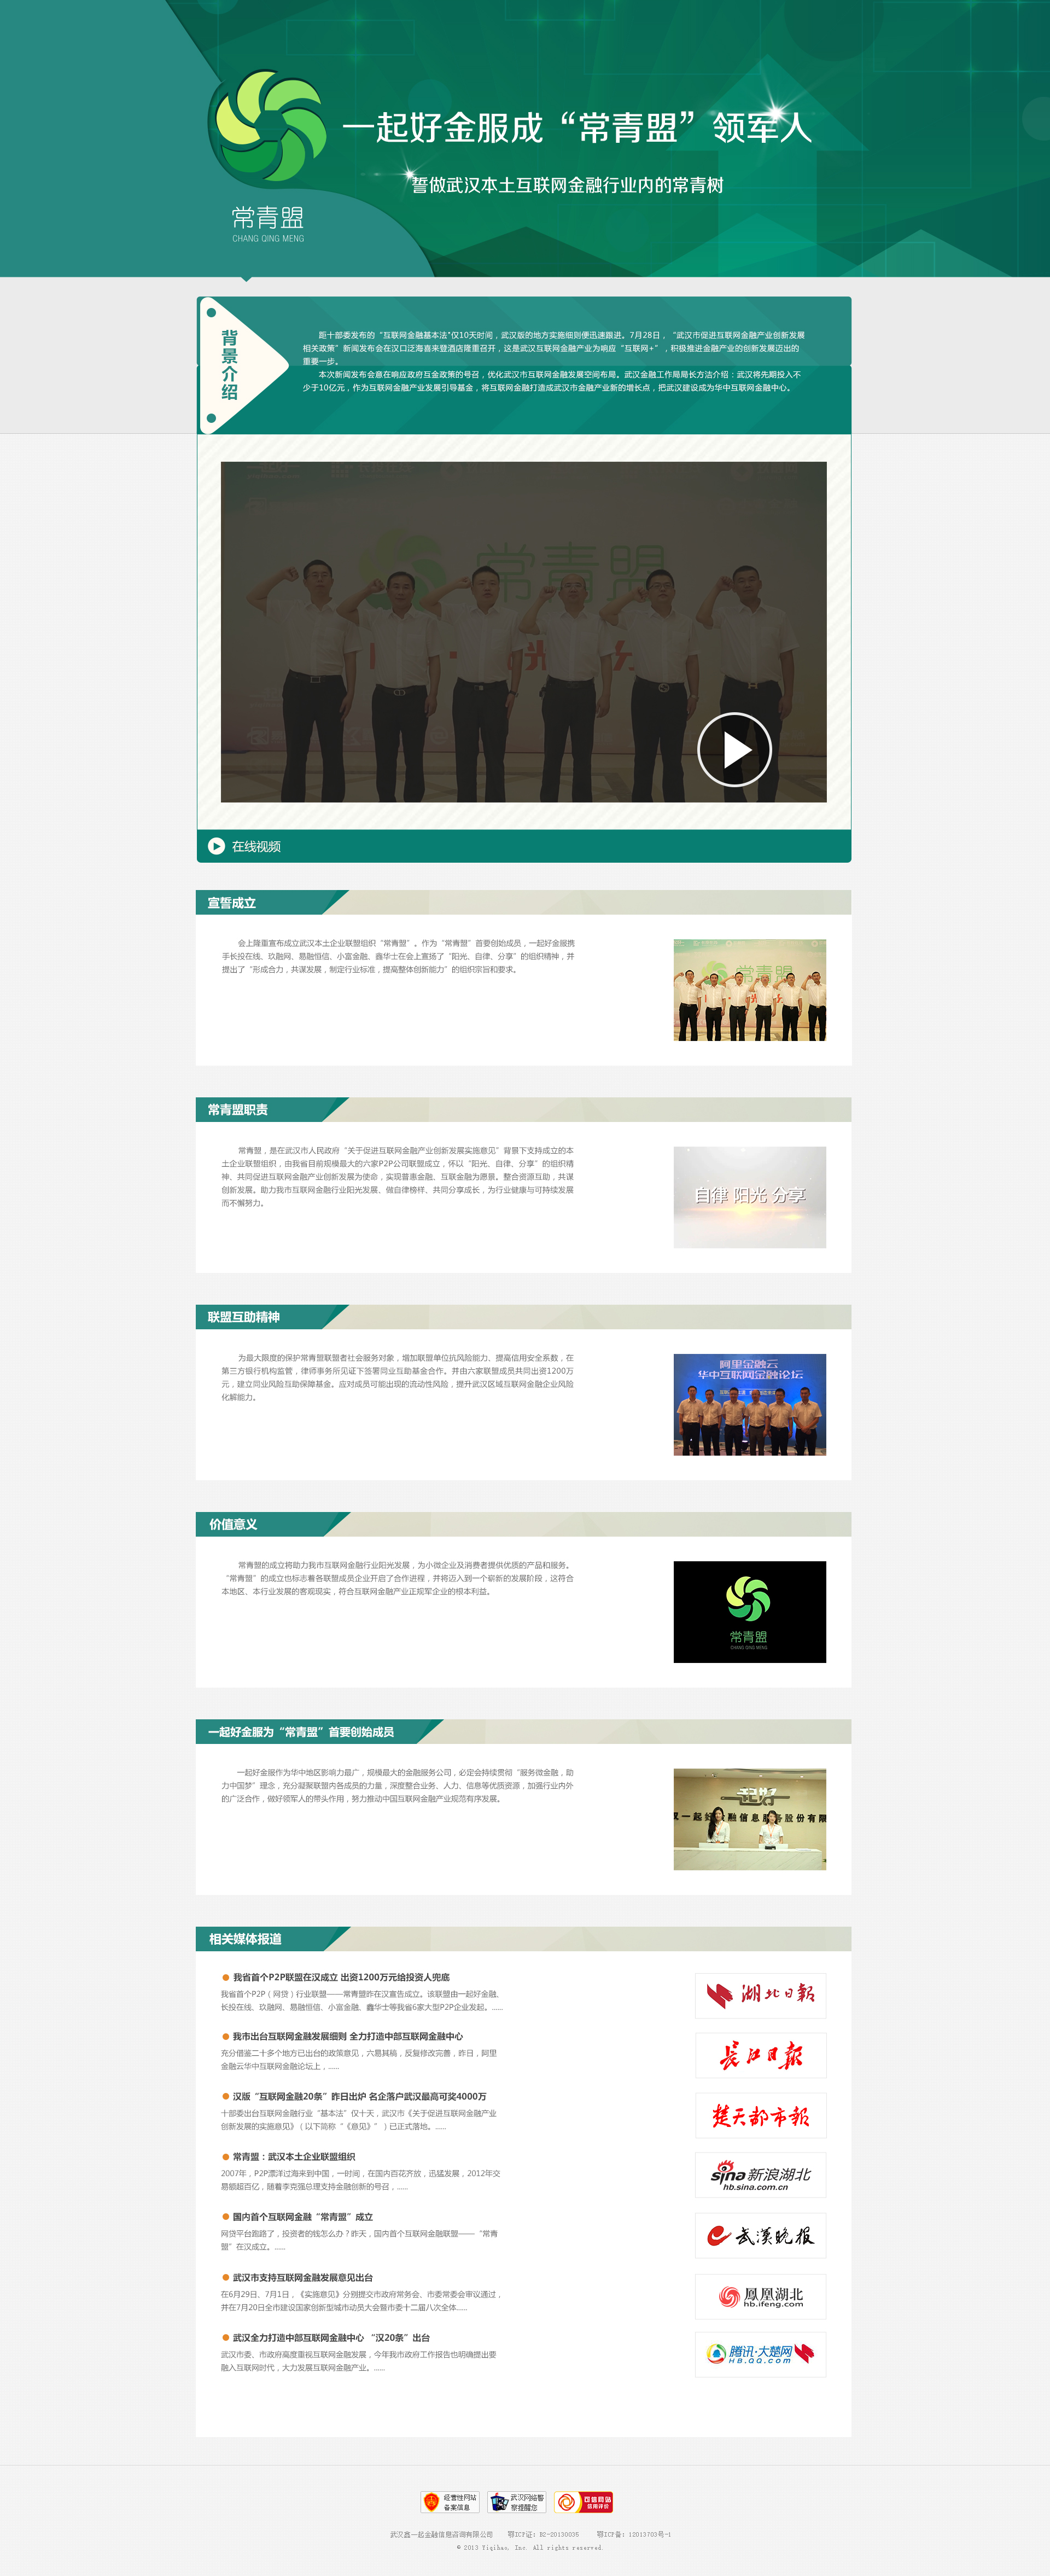 一起好金服成“常青盟”领军人
誓做武汉本土互联网金融行业内的常青树
常青盟
CHANG QING MENG
背景介绍
距十部委发布的“互联网金融基本法”仅10天时间，武汉版的地方实施细则便迅速跟进。7月28日，“武汉市促进互联网金融产业创新发展
相关政策”新闻发布会在汉口泛海喜来登酒店隆重召开，这是武汉互联网金融产业为响应“互联网+”，积极推进金融产业的创新发展迈出的
重要一步。
本次新闻发布会意在响应政府互金政策的号召，优化武汉市互联网金融发展空间布局。武汉金融工作局局长方洁介绍：武汉将先期投入不
少于10亿元，作为互联网金融产业发展引导基金，将互联网金融打造成武汉市金融产业新的增长点，把武汉建设成为华中互联网金融中心。
常青盟
在线视频
宣誓成立
会上隆重宣布成立武汉本土企业联盟组织“常青盟”。作为“常青盟”首要创始成员，一起好金服携
手长投在线、玖融网、易融恒信、小富金融、鑫华士在会上宣扬了“阳光、自律、分享”的组织精神，并
提出了“形成合力，共谋发展，制定行业标准，提高整体创新能力”的组织宗旨和要求。
常青盟
常青盟职责
常青盟，是在武汉市人民政府“关于促进互联网金融产业创新发展实施意见”背景下支持成立的本
土企业联盟组织，由我省目前规模最大的六家P2P公司联盟成立，怀以“阳光、自律、分享”的组织精
神、共同促进互联网金融产业创新发展为使命，实现普惠金融、互联金融为愿景。整合资源互助，共谋
创新发展。助力我市互联网金融行业阳光发展、做自律榜样、共同分享成长，为行业健康与可持续发展
而不懈努力。
自律 阳光 分享
联盟互助精神
为最大限度的保护常青盟联盟者社会服务对象，增加联盟单位抗风险能力、提高信用安全系数，在
第三方银行机构监管，律师事务所见证下签署同业互助基金合作。并由六家联盟成员共同出资1200万
元，建立同业风险互助保障基金。应对成员可能出现的流动性风险，提升武汉区域互联网金融企业风险
化解能力。
阿里金融云
华中互联网金融论坛
价值意义
常青盟的成立将助力我市互联网金融行业阳光发展，为小微企业及消费者提供优质的产品和服务。
“常青盟”的成立也标志着各联盟成员企业开启了合作进程，并将迈入到一个崭新的发展阶段，这符合
本地区、本行业发展的客观现实，符合互联网金融产业正规军企业的根本利益。
常青盟
CHANG QING MENG
一起好金服为“常青盟”首要创始成员
一起好金服作为华中地区影响力最广，规模最大的金融服务公司，必定会持续贯彻“服务微金融，助
力中国梦”理念，充分凝聚联盟内各成员的力量，深度整合业务、人力、信息等优质资源，加强行业内外
的广泛合作，做好领军人的带头作用，努力推动中国互联网金融产业规范有序发展。
相关媒体报道
我省首个P2P联盟在汉成立 出资1200万元给投资人兜底
我省首个P2P（网贷）行业联盟——常青盟昨在汉宣告成立。该联盟由一起好金融、
长投在线、玖融网、易融恒信、小富金融、鑫华士等我省6家大型P2P企业发起。......
湖北日報
我市出台互联网金融发展细则 全力打造中部互联网金融中心
充分借鉴二十多个地方已出台的政策意见，六易其稿，反复修改完善，昨日，阿里
金融云华中互联网金融论坛上，......
长江日报
汉版“互联网金融20条”昨日出炉 名企落户武汉最高可奖4000万
十部委出台互联网金融行业“基本法”仅十天，武汉市《关于促进互联网金融产业
创新发展的实施意见》（以下简称“《意见》”）已正式落地。......
楚天都市报
常青盟：武汉本土企业联盟组织
2007年，P2P漂洋过海来到中国，一时间，在国内百花齐放，迅猛发展，2012年交
易额超百亿，随着李克强总理支持金融创新的号召，......
sina新浪湖北
hb.sina.com.cn
国内首个互联网金融“常青盟”成立
网贷平台跑路了，投资者的钱怎么办？昨天，国内首个互联网金融联盟——“常青
盟”在汉成立。......
武漢晚报
武汉市支持互联网金融发展意见出台
在6月29日、7月1日，《实施意见》分别提交市政府常务会、市委常委会审议通过，
并在7月20日全市建设国家创新型城市动员大会暨市委十二届八次全体......
鳳凰湖北
hb.ifeng.com
武汉全力打造中部互联网金融中心 “汉20条”出台
武汉市委、市政府高度重视互联网金融发展，今年我市政府工作报告也明确提出要
融入互联网时代，大力发展互联网金融产业。......
腾讯·大楚网
HB.QQ.com
经营性网站
备案信息
武汉网络警
察提醒您
可信网站
信用评价
武汉鑫一起金融信息咨询有限公司 鄂ICP证：B2-20130035 鄂ICP备：12013703号-1
© 2013 Yiqihao, Inc. All rights reserved.